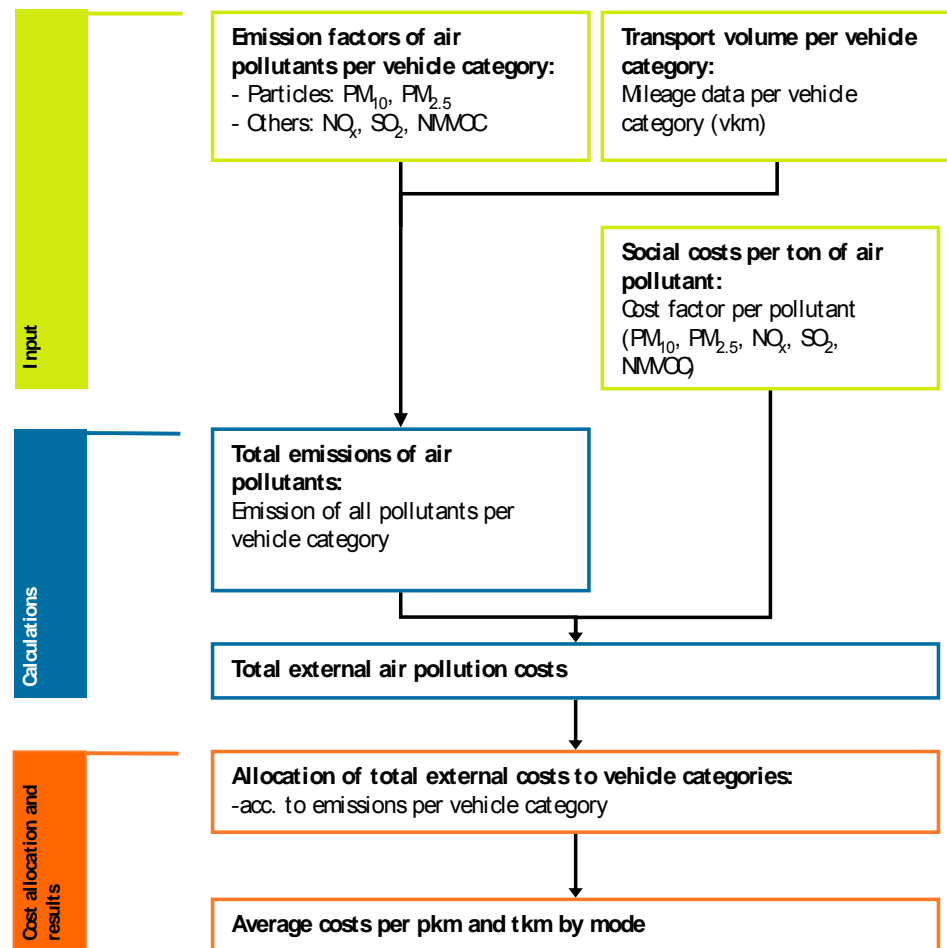 Emission factors of air
pollutants per vehicle category:
- Particles: PM10, PM2.5
- Others: NOx, SO2, NMVOC
Transport volume per vehicle
category:
Mileage data per vehicle
category (vkm)
Social costs per ton of air
pollutant:
Cost factor per pollutant
(PM10, PM2.5, NOx, SO2,
NMVOC)
Input
Total emissions of air
pollutants:
Emission of all pollutants per
vehicle category
Total external air pollution costs
Calculations
Allocation of total external costs to vehicle categories:
-acc. to emissions per vehicle category
Average costs per pkm and tkm by mode
Cost allocation and
results